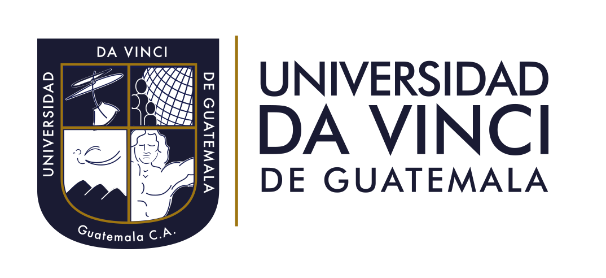 DA VINCI
UNIVERSIDAD
DE GUATEMALA
Guatemala C.A.
UNIVERSIDAD
DA VINCI
DE GUATEMALA